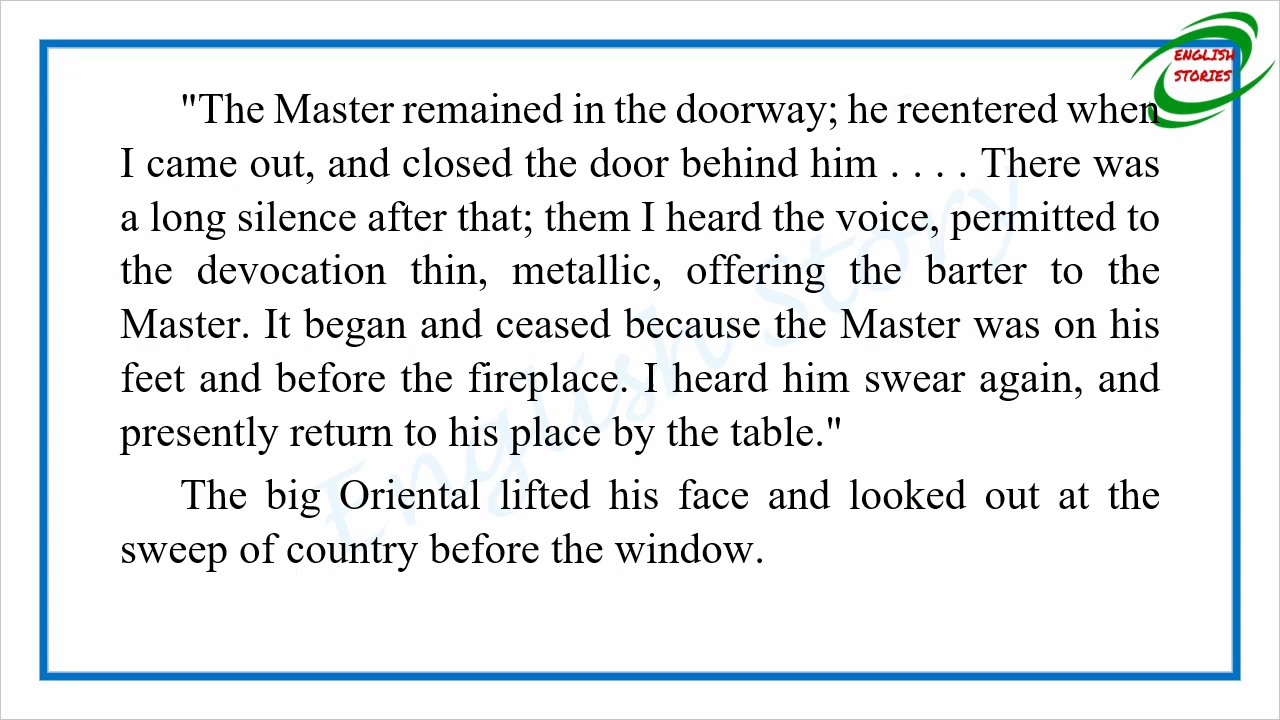 ENGLISH
STORIES
"The Master remained in the doorway; he reentered when
I came out, and closed the door behind him . . . . There was
a long silence after that; them I heard the voice, permitted to
the devocation thin, metallic, offering the barter to the
Master. It began and ceased because the Master was on his
feet and before the fireplace. I heard him swear again, and
presently return to his place by the table."
The big Oriental lifted his face and looked out at the
sweep of country before the window.
English Story